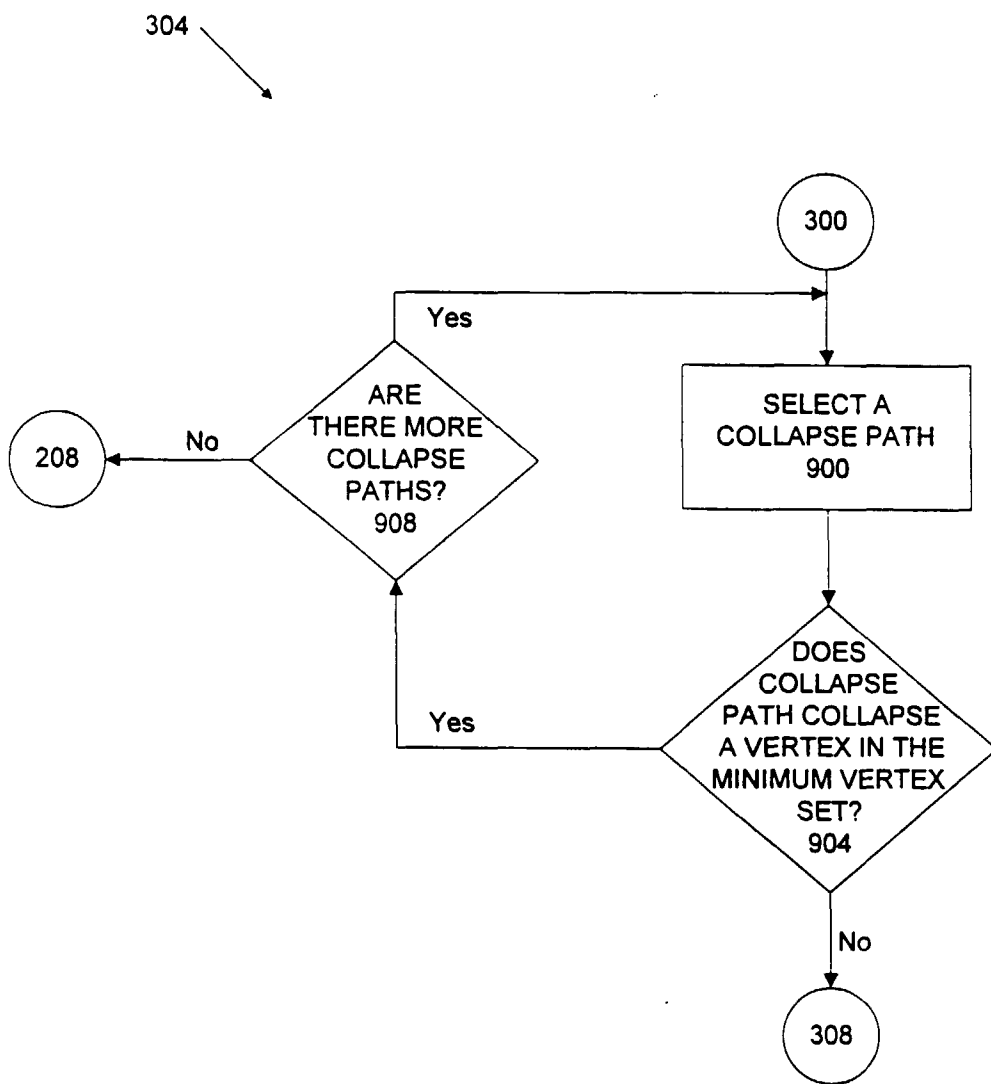 304
300
Yes
SELECT A
COLLAPSE PATH
900
ARE
THERE MORE
COLLAPSE
PATHS?
908
No
208
DOES
COLLAPSE
PATH COLLAPSE
A VERTEX IN THE
MINIMUM VERTEX
SET?
904
Yes
No
308